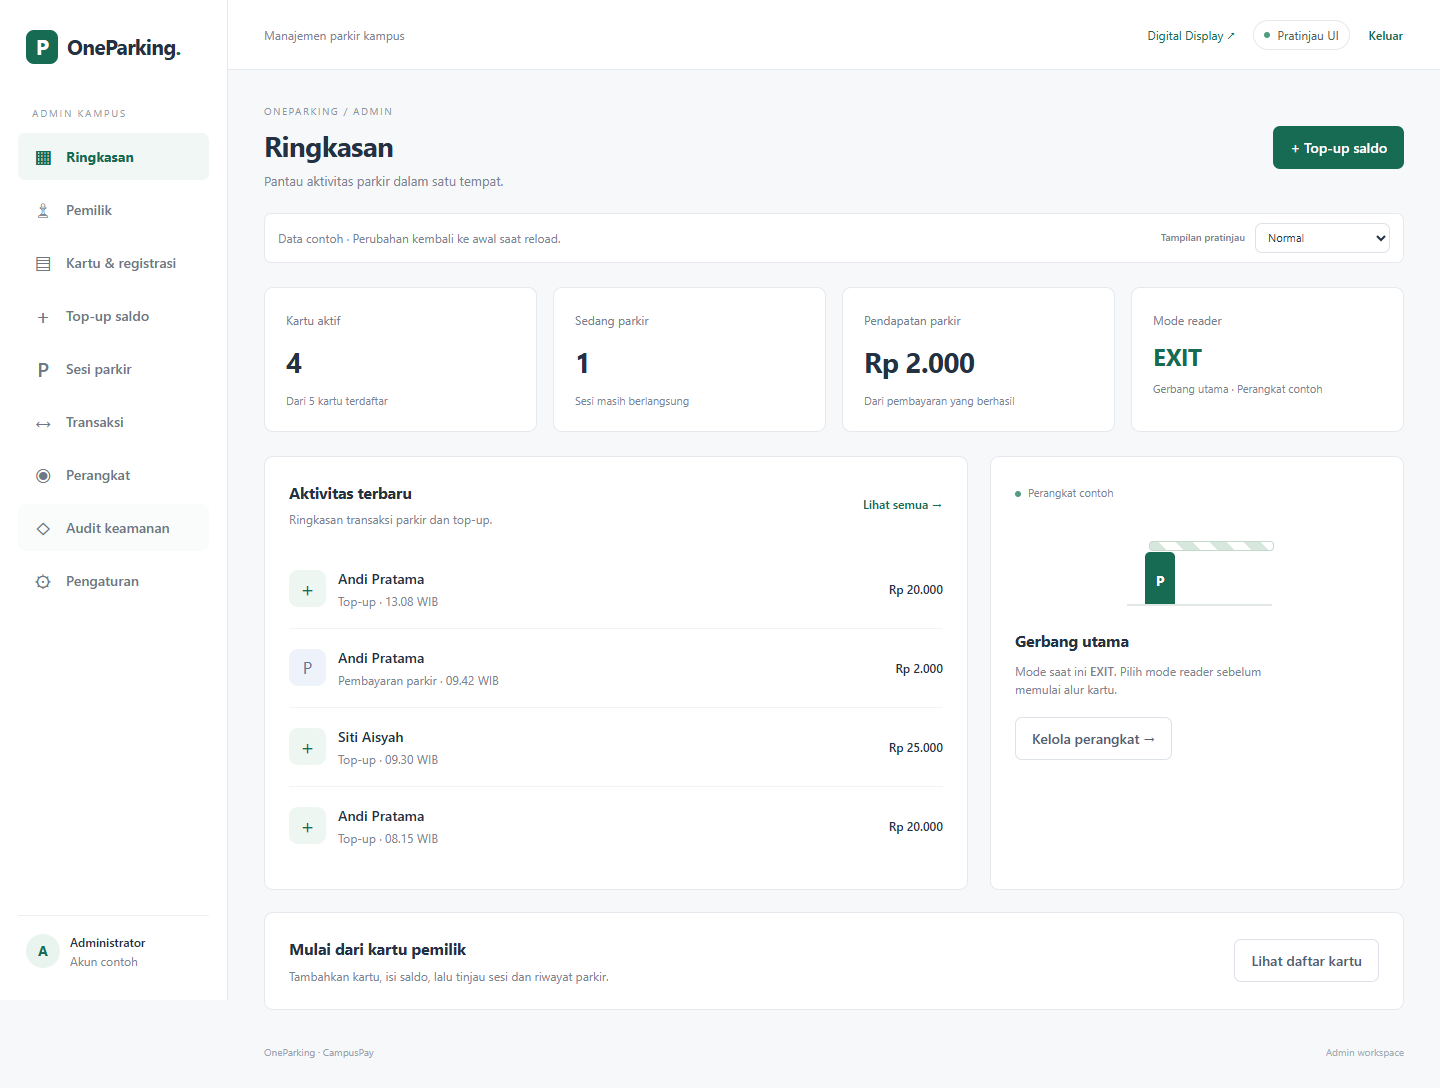 P OneParking.
ADMIN KAMPUS
Ringkasan
Pemilik
Kartu & registrasi
+ Top-up saldo
P Sesi parkir
↔ Transaksi
Perangkat
Audit keamanan
Pengaturan
A Administrator
Akun contoh
Manajemen parkir kampus
Digital Display ↗
Pratinjau UI
Keluar
ONEPARKING / ADMIN
Ringkasan
Pantau aktivitas parkir dalam satu tempat.
+ Top-up saldo
Data contoh · Perubahan kembali ke awal saat reload.
Tampilan pratinjau
Normal
Kartu aktif
4
Dari 5 kartu terdaftar
Sedang parkir
1
Sesi masih berlangsung
Pendapatan parkir
Rp 2.000
Dari pembayaran yang berhasil
Mode reader
EXIT
Gerbang utama · Perangkat contoh
Aktivitas terbaru
Ringkasan transaksi parkir dan top-up.
Lihat semua →
+ Andi Pratama
Top-up · 13.08 WIB
Rp 20.000
P Andi Pratama
Pembayaran parkir · 09.42 WIB
Rp 2.000
+ Siti Aisyah
Top-up · 09.30 WIB
Rp 25.000
+ Andi Pratama
Top-up · 08.15 WIB
Rp 20.000
Perangkat contoh
P
Gerbang utama
Mode saat ini EXIT. Pilih mode reader sebelum
memulai alur kartu.
Kelola perangkat →
Mulai dari kartu pemilik
Tambahkan kartu, isi saldo, lalu tinjau sesi dan riwayat parkir.
Lihat daftar kartu
OneParking · CampusPay
Admin workspace